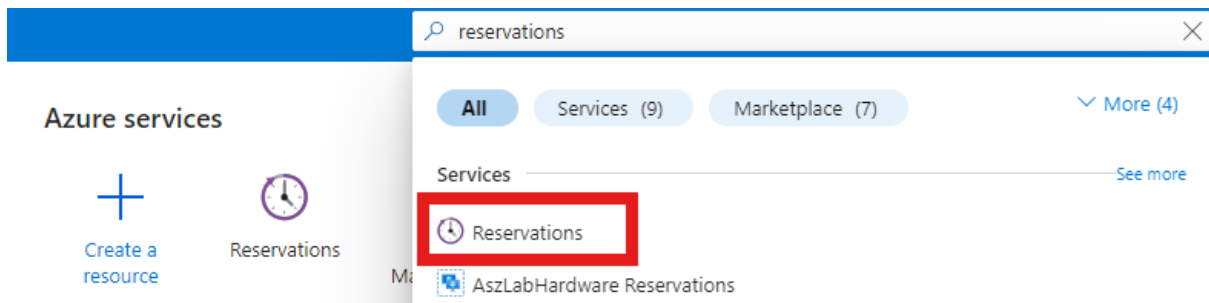 reservations
All
Services (9)
Marketplace (7)
More (4)
Azure services
Services
See more
Create a
resource
Reservations
Reservations
AszLabHardware Reservations